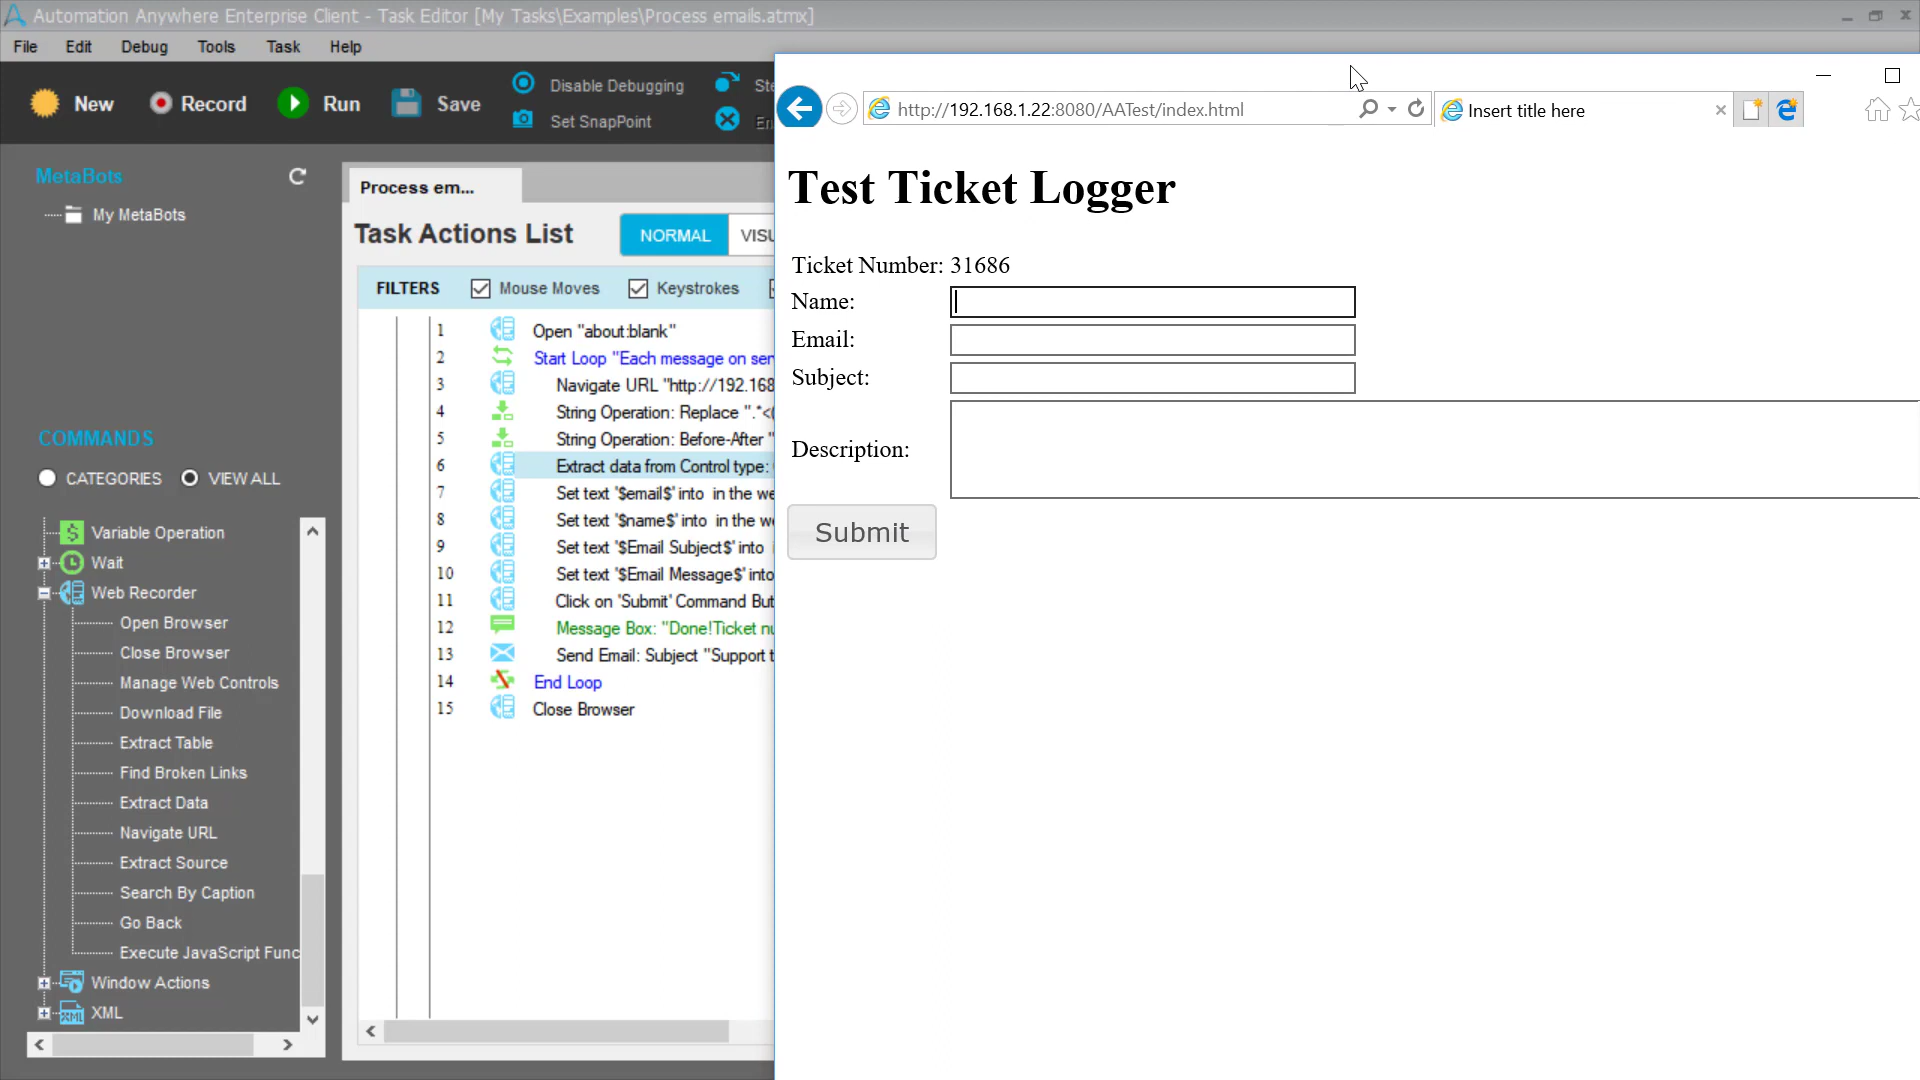 Automation Anywhere Enterprise Client - Task Editor [My Tasks\Examples\Process emails.atmx]
File Edit Debug Tools Task Help
New Record Run Save
Disable Debugging
Set SnapPoint
Ste
En
MetaBots
My MetaBots
COMMANDS
CATEGORIES VIEW ALL
Variable Operation
Wait
Web Recorder
Open Browser
Close Browser
Manage Web Controls
Download File
Extract Table
Find Broken Links
Extract Data
Navigate URL
Extract Source
Search By Caption
Go Back
Execute JavaScript Func
Window Actions
XML
Process em...
Task Actions List NORMAL VISU
FILTERS Mouse Moves Keystrokes
1 Open "about:blank"
2 Start Loop "Each message on ser
3 Navigate URL "http://192.168
4 String Operation: Replace ".*<(
5 String Operation: Before-After "
6 Extract data from Control type:
7 Set text '$email$' into in the we
8 Set text '$name$' into in the we
9 Set text '$Email Subject$' into i
10 Set text '$Email Message$' into
11 Click on 'Submit' Command But
12 Message Box: "Done!Ticket nu
13 Send Email: Subject "Support t
14 End Loop
15 Close Browser
http://192.168.1.22:8080/AATest/index.html
Insert title here
Test Ticket Logger
Ticket Number: 31686
Name:
Email:
Subject:
Description:
Submit